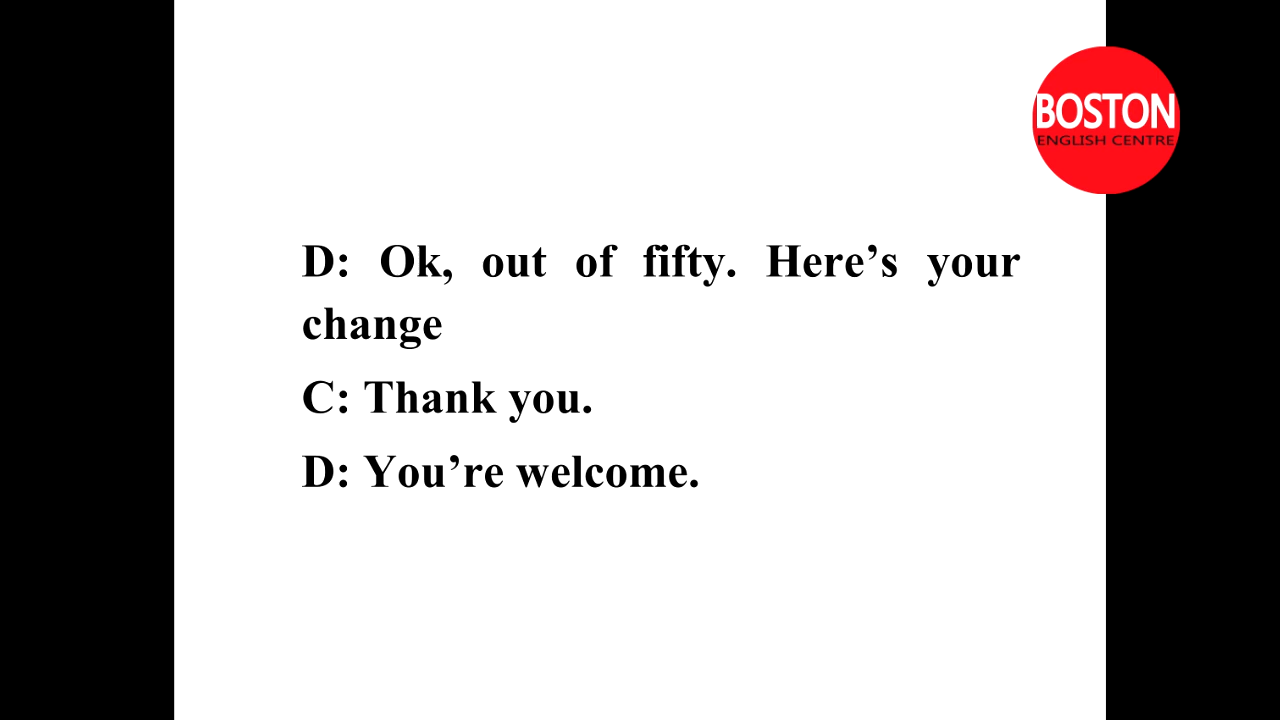 BOSTON
ENGLISH CENTRE
D: Ok, out of fifty. Here’s your
change
C: Thank you.
D: You’re welcome.